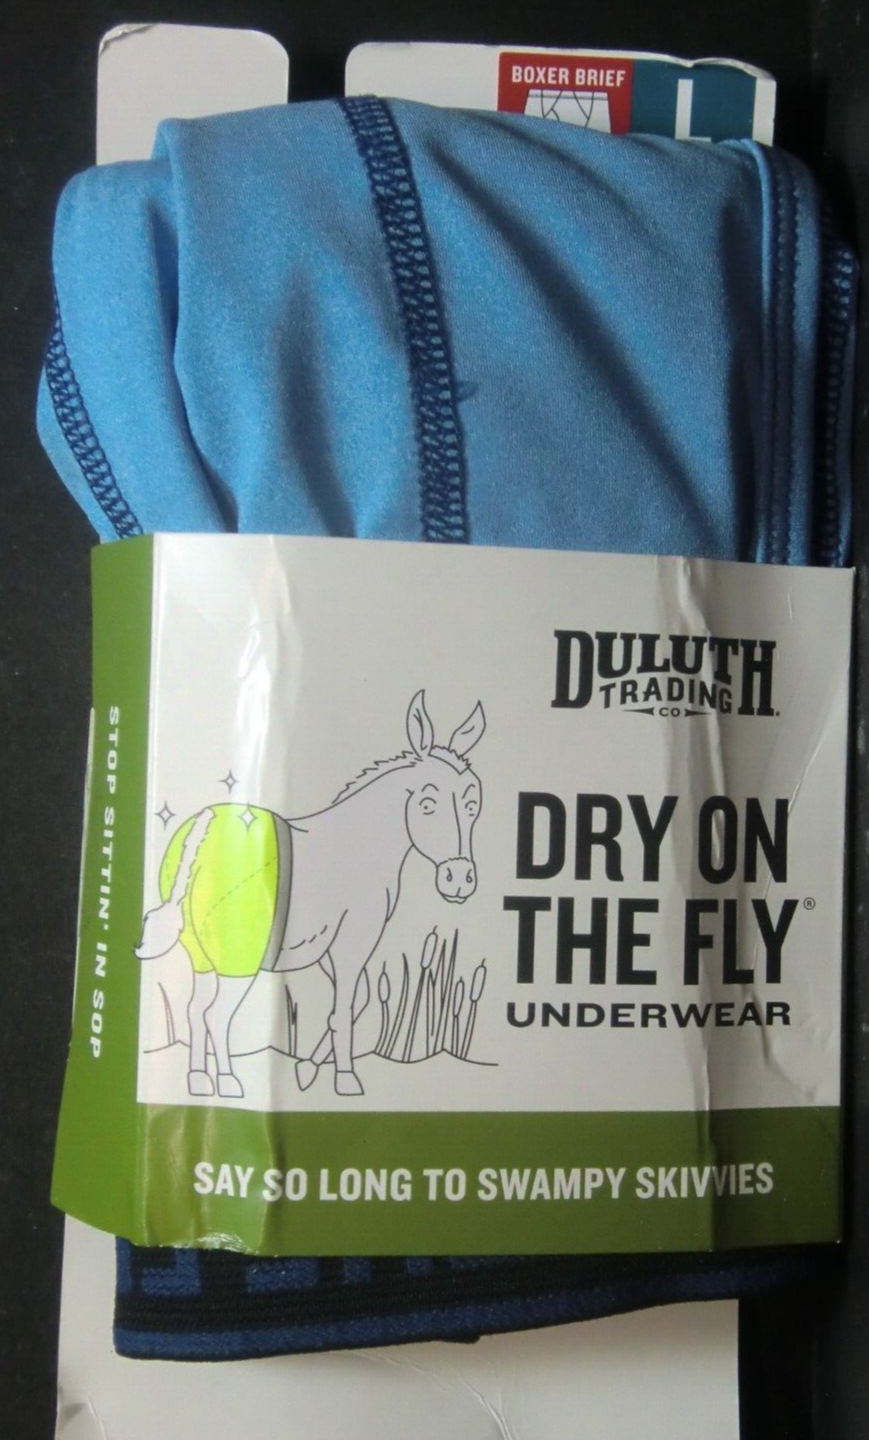 BOXER BRIEF
L
DULUTH
TRADING
CO
DRY ON
THE FLY®
UNDERWEAR
STOP SITTIN' IN SOP
SAY SO LONG TO SWAMPY SKIVVIES